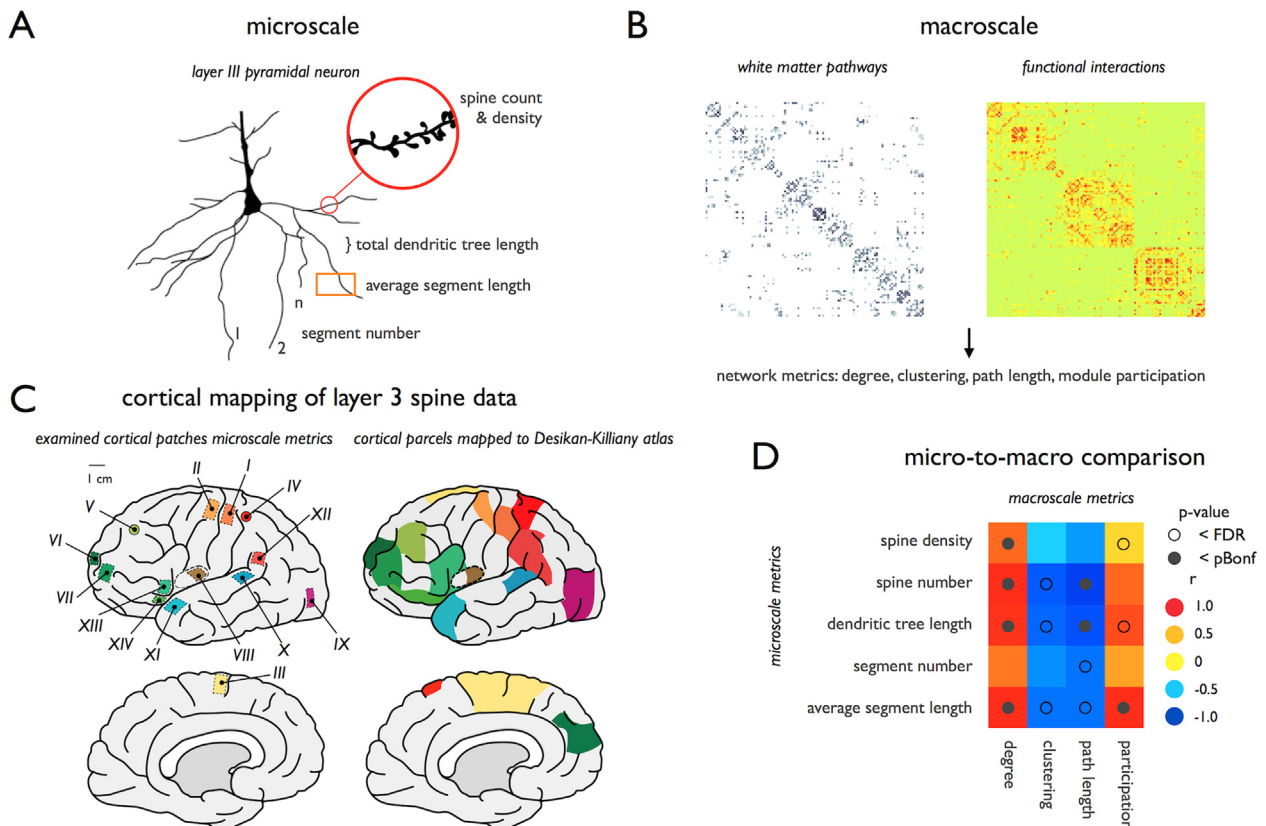 A
microscale
layer III pyramidal neuron
spine count
& density
} total dendritic tree length
average segment length
n
segment number
1
2
B
macroscale
white matter pathways
functional interactions
network metrics: degree, clustering, path length, module participation
C
cortical mapping of layer 3 spine data
examined cortical patches microscale metrics
cortical parcels mapped to Desikan-Killiany atlas
1 cm
II
I
IV
V
XII
VI
VII
XIII
XIV
XI
VIII
X
IX
III
D
micro-to-macro comparison
macroscale metrics
microscale metrics
spine density
spine number
dendritic tree length
segment number
average segment length
degree
clustering
path length
participation
p-value
< FDR
< pBonf
r
1.0
0.5
0
-0.5
-1.0